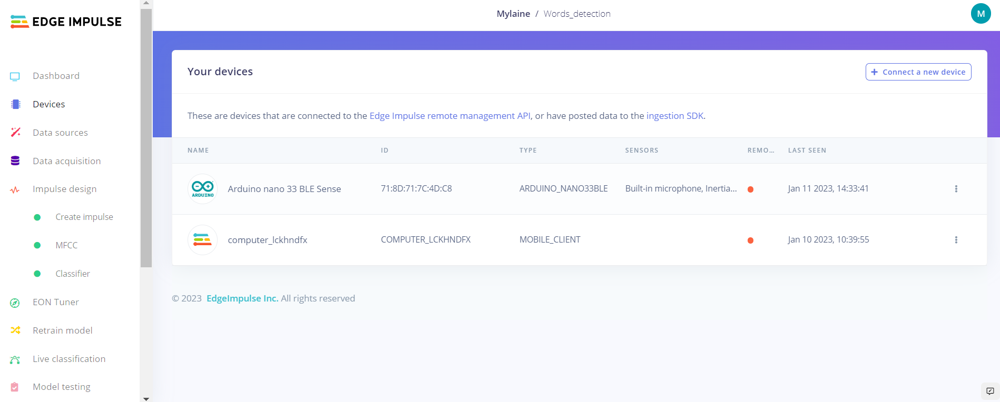 EDGE IMPULSE
Mylaine / Words_detection
M
Dashboard
Devices
Data sources
Data acquisition
Impulse design
Create impulse
MFCC
Classifier
EON Tuner
Retrain model
Live classification
Model testing
Your devices
+ Connect a new device
These are devices that are connected to the Edge Impulse remote management API, or have posted data to the ingestion SDK.
NAME ID TYPE SENSORS REMO... LAST SEEN
ARDUINO Arduino nano 33 BLE Sense 71:8D:71:7C:4D:C8 ARDUINO_NANO33BLE Built-in microphone, Inertia... Jan 11 2023, 14:33:41
computer_lckhndfx COMPUTER_LCKHNDFX MOBILE_CLIENT Jan 10 2023, 10:39:55
© 2023 EdgeImpulse Inc. All rights reserved